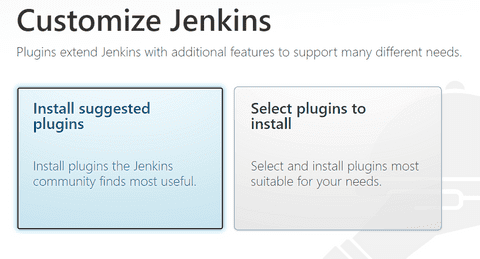 Customize Jenkins
Plugins extend Jenkins with additional features to support many different needs.
Install suggested
plugins
Install plugins the Jenkins
community finds most useful.
Select plugins to
install
Select and install plugins most
suitable for your needs.